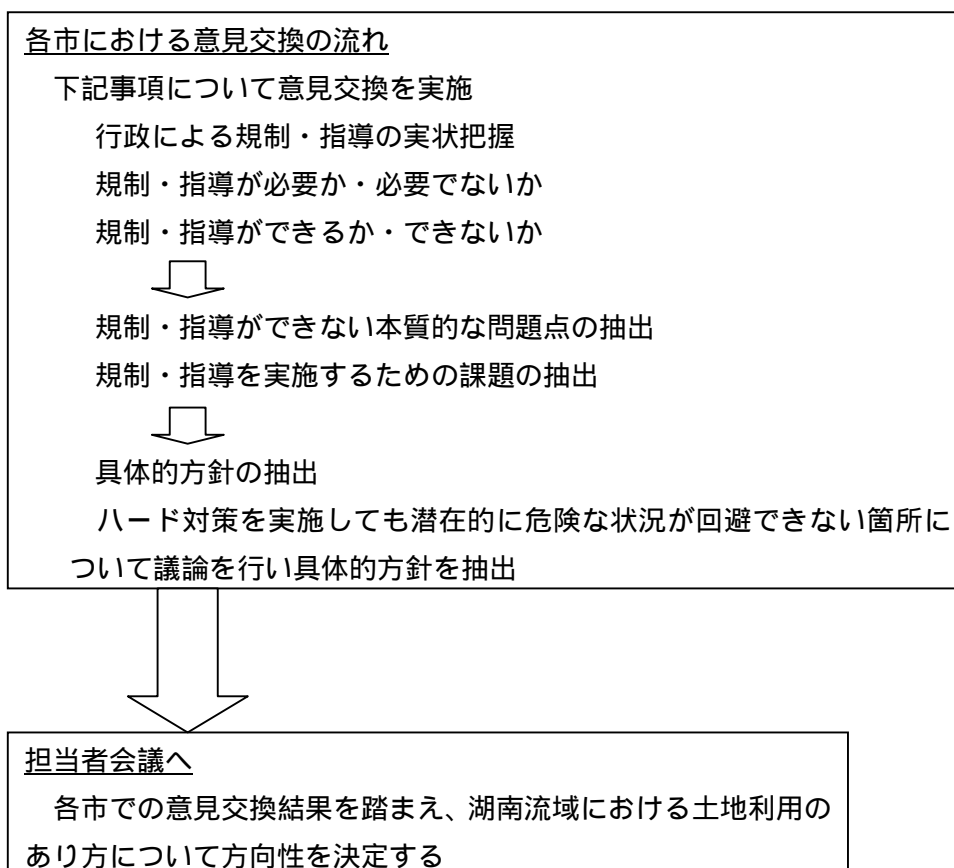 各市における意見交換の流れ
下記事項について意見交換を実施
行政による規制・指導の実状把握
規制・指導が必要か・必要でないか
規制・指導ができるか・できないか
規制・指導ができない本質的な問題点の抽出
規制・指導を実施するための課題の抽出
具体的方針の抽出
ハード対策を実施しても潜在的に危険な状況が回避できない箇所に
ついて議論を行い具体的方針を抽出
担当者会議へ
各市での意見交換結果を踏まえ、湖南流域における土地利用の
あり方について方向性を決定する